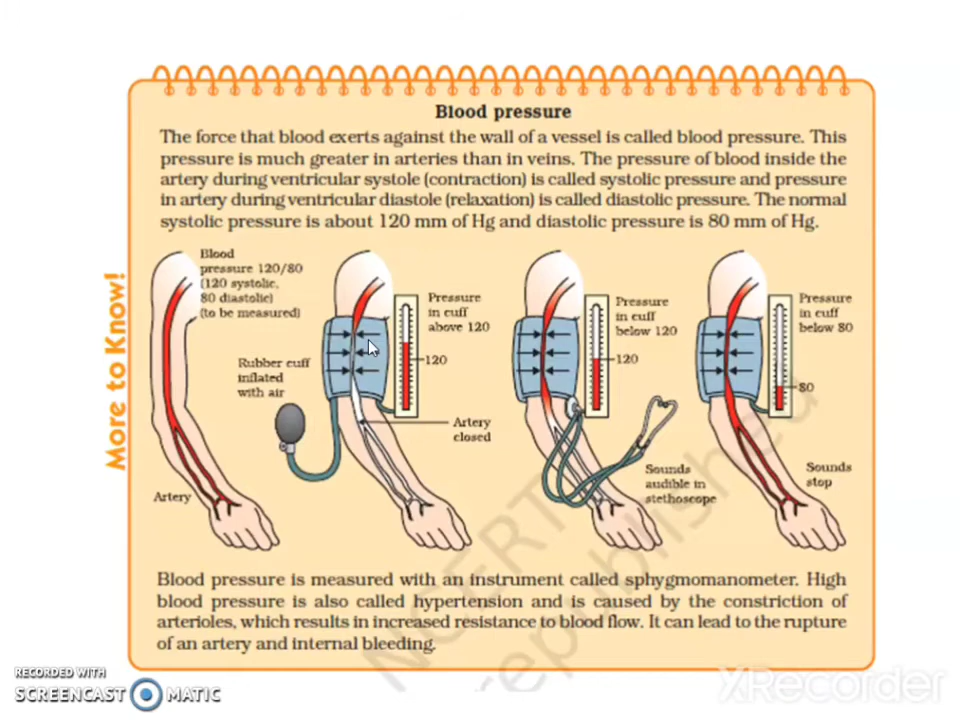 Blood pressure
The force that blood exerts against the wall of a vessel is called blood pressure. This
pressure is much greater in arteries than in veins. The pressure of blood inside the
artery during ventricular systole (contraction) is called systolic pressure and pressure
in artery during ventricular diastole (relaxation) is called diastolic pressure. The normal
systolic pressure is about 120 mm of Hg and diastolic pressure is 80 mm of Hg.
More to Know!
Blood
pressure 120/80
(120 systolic,
80 diastolic)
(to be measured)
Artery
Rubber cuff
inflated
with air
Pressure
in cuff
above 120
120
Artery
closed
Pressure
in cuff
below 120
120
Sounds
audible in
stethoscope
Pressure
in cuff
below 80
80
Sounds
stop
Blood pressure is measured with an instrument called sphygmomanometer. High
blood pressure is also called hypertension and is caused by the constriction of
arterioles, which results in increased resistance to blood flow. It can lead to the rupture
of an artery and internal bleeding.
NCERT
republished
RECORDED WITH
SCREENCAST MATIC
XRecorder